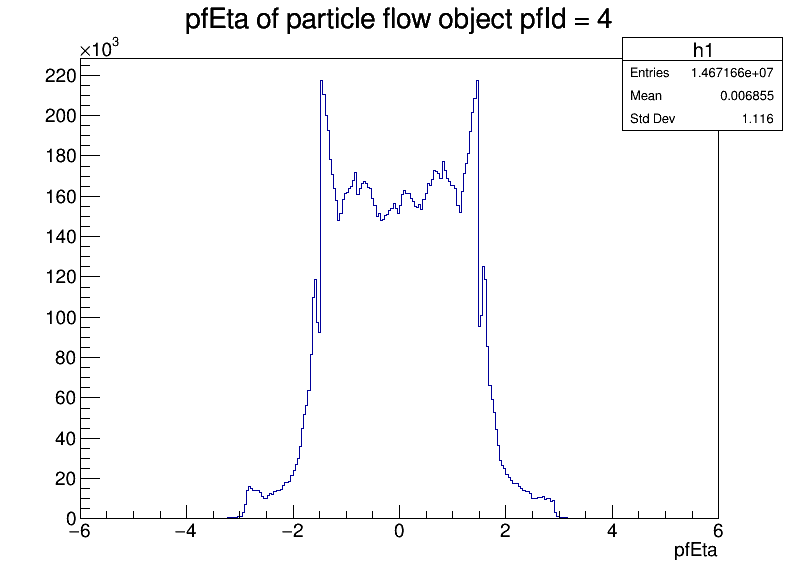 pfEta of particle flow object pfId = 4
×10³
h1
Entries 1.467166e+07
Mean 0.006855
Std Dev 1.116
220
200
180
160
140
120
100
80
60
40
20
0
−6 −4 −2 0 2 4 6
pfEta